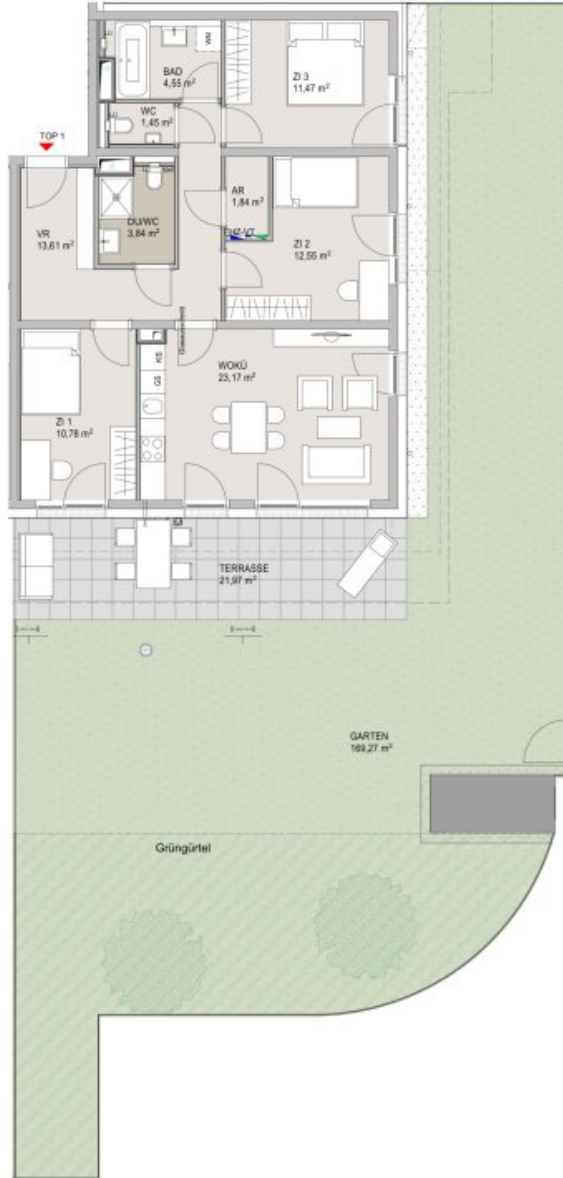 WM
BAD
4,55 m²
ZI 3
11,47 m²
WC
1,45 m²
TOP 1
AR
1,84 m²
DU/WC
3,84 m²
VR
13,61 m²
ZI 2
12,55 m²
KS
GS
WOKÜ
23,17 m²
ZI 1
10,78 m²
TERRASSE
21,97 m²
GARTEN
169,27 m²
Grüngürtel